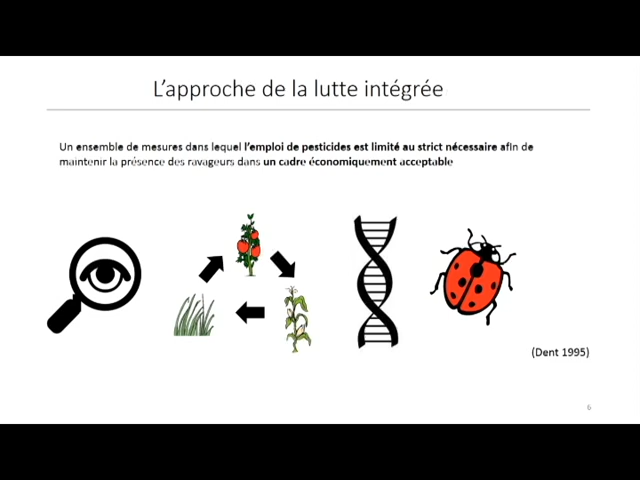 L'approche de la lutte intégrée
Un ensemble de mesures dans lequel l'emploi de pesticides est limité au strict nécessaire afin de
maintenir la présence des ravageurs dans un cadre économiquement acceptable
(Dent 1995)
6